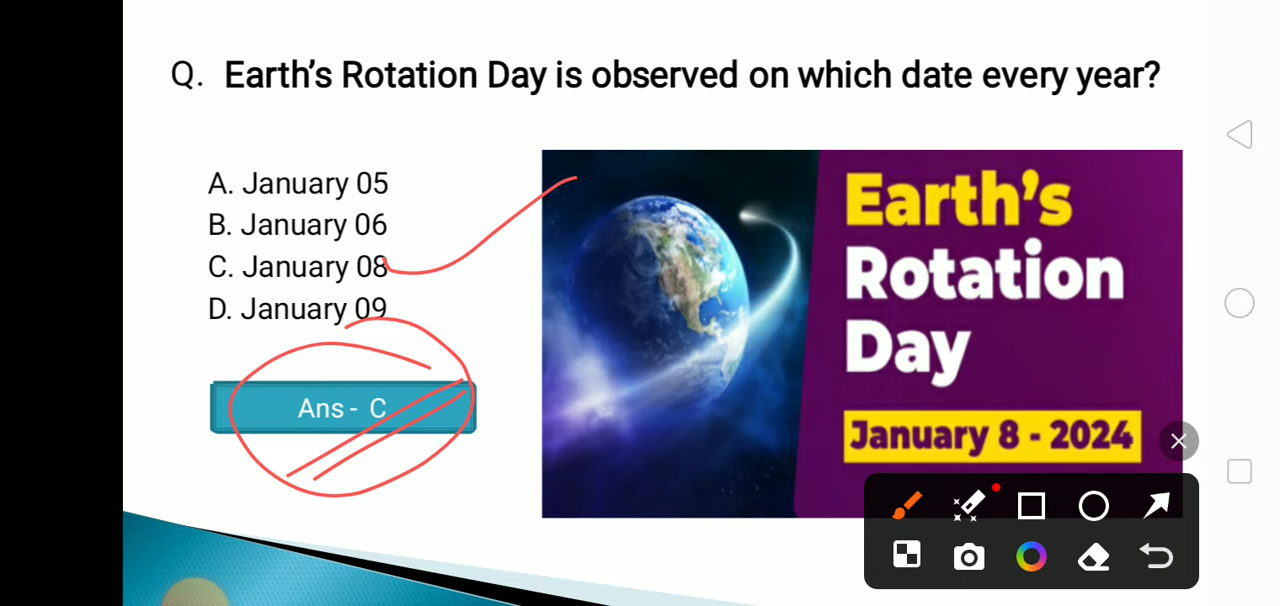 Q. Earth's Rotation Day is observed on which date every year?
A. January 05
B. January 06
C. January 08
D. January 09
Ans - C
Earth's
Rotation
Day
January 8 - 2024